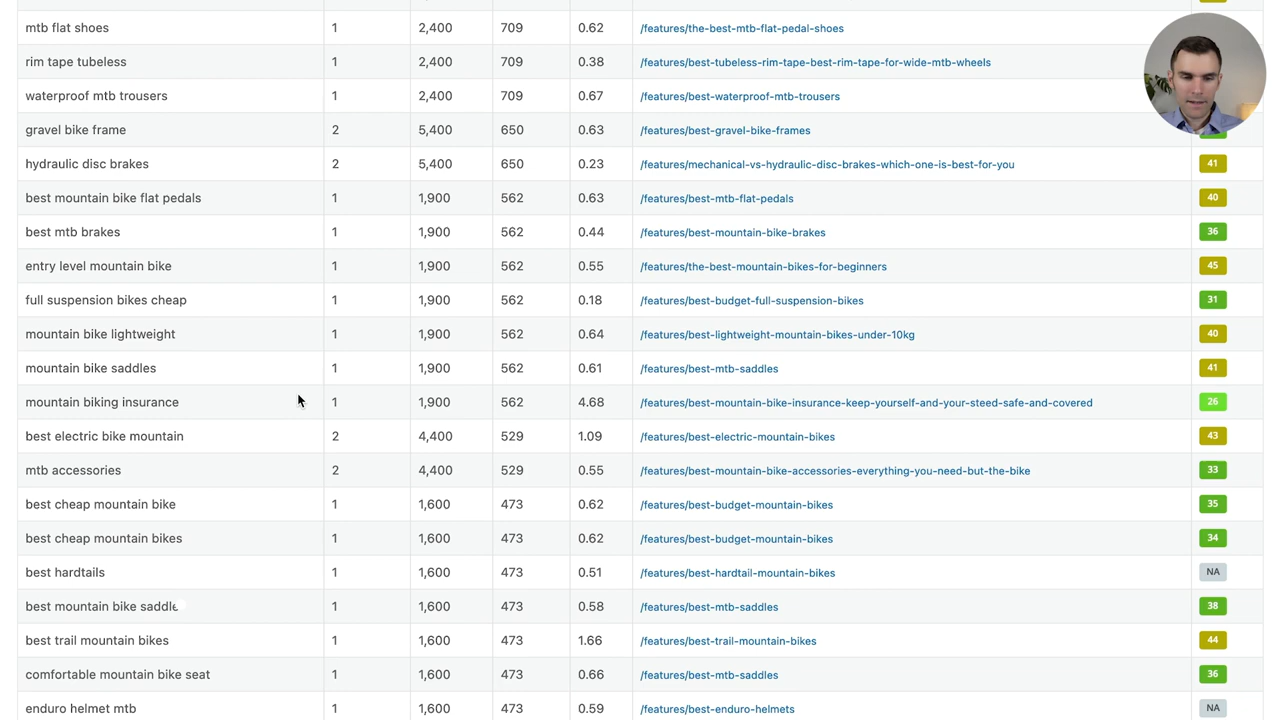 mtb flat shoes 1 2,400 709 0.62 /features/the-best-mtb-flat-pedal-shoes
rim tape tubeless 1 2,400 709 0.38 /features/best-tubeless-rim-tape-best-rim-tape-for-wide-mtb-wheels
waterproof mtb trousers 1 2,400 709 0.67 /features/best-waterproof-mtb-trousers
gravel bike frame 2 5,400 650 0.63 /features/best-gravel-bike-frames
hydraulic disc brakes 2 5,400 650 0.23 /features/mechanical-vs-hydraulic-disc-brakes-which-one-is-best-for-you 41
best mountain bike flat pedals 1 1,900 562 0.63 /features/best-mtb-flat-pedals 40
best mtb brakes 1 1,900 562 0.44 /features/best-mountain-bike-brakes 36
entry level mountain bike 1 1,900 562 0.55 /features/the-best-mountain-bikes-for-beginners 45
full suspension bikes cheap 1 1,900 562 0.18 /features/best-budget-full-suspension-bikes 31
mountain bike lightweight 1 1,900 562 0.64 /features/best-lightweight-mountain-bikes-under-10kg 40
mountain bike saddles 1 1,900 562 0.61 /features/best-mtb-saddles 41
mountain biking insurance 1 1,900 562 4.68 /features/best-mountain-bike-insurance-keep-yourself-and-your-steed-safe-and-covered 26
best electric bike mountain 2 4,400 529 1.09 /features/best-electric-mountain-bikes 43
mtb accessories 2 4,400 529 0.55 /features/best-mountain-bike-accessories-everything-you-need-but-the-bike 33
best cheap mountain bike 1 1,600 473 0.62 /features/best-budget-mountain-bikes 35
best cheap mountain bikes 1 1,600 473 0.62 /features/best-budget-mountain-bikes 34
best hardtails 1 1,600 473 0.51 /features/best-hardtail-mountain-bikes NA
best mountain bike saddle 1 1,600 473 0.58 /features/best-mtb-saddles 38
best trail mountain bikes 1 1,600 473 1.66 /features/best-trail-mountain-bikes 44
comfortable mountain bike seat 1 1,600 473 0.66 /features/best-mtb-saddles 36
enduro helmet mtb 1 1,600 473 0.59 /features/best-enduro-helmets NA